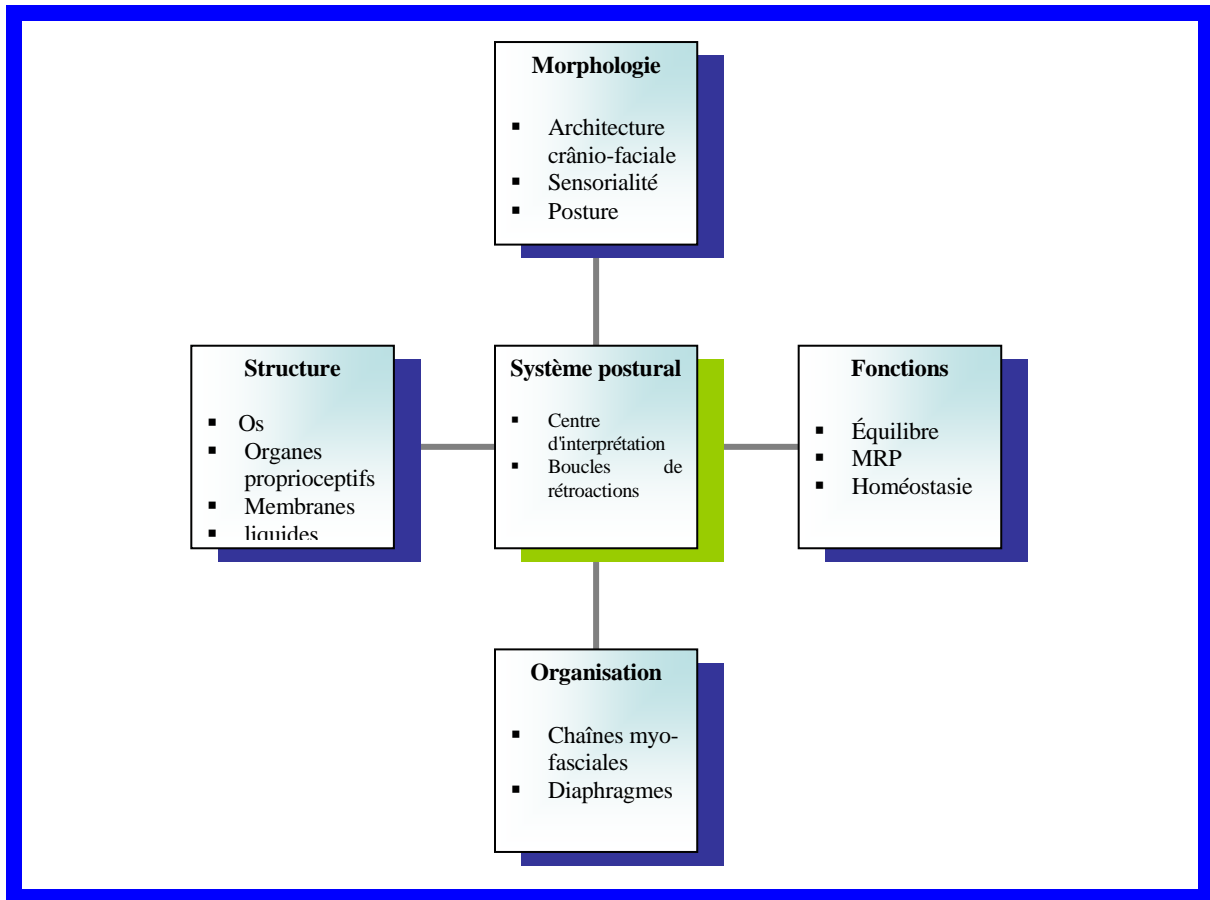 Morphologie
▪ Architecture
crânio-faciale
▪ Sensorialité
▪ Posture
Structure
▪ Os
▪ Organes
proprioceptifs
▪ Membranes
▪ liquides
Système postural
▪ Centre
d'interprétation
▪ Boucles de
rétroactions
Fonctions
▪ Équilibre
▪ MRP
▪ Homéostasie
Organisation
▪ Chaînes myo-
fasciales
▪ Diaphragmes